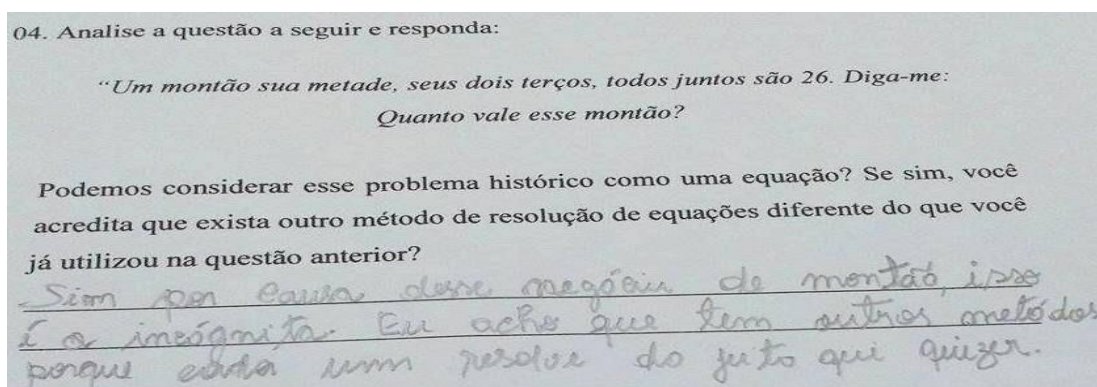 04. Analise a questão a seguir e responda:
“Um montão sua metade, seus dois terços, todos juntos são 26. Diga-me:
Quanto vale esse montão?
Podemos considerar esse problema histórico como uma equação? Se sim, você
acredita que exista outro método de resolução de equações diferente do que você
já utilizou na questão anterior?
Sim por causa desse negócio de montão, isso
é a incógnita. Eu acho que tem outros metódos
porque cada um resolve do jeito qui quizer.